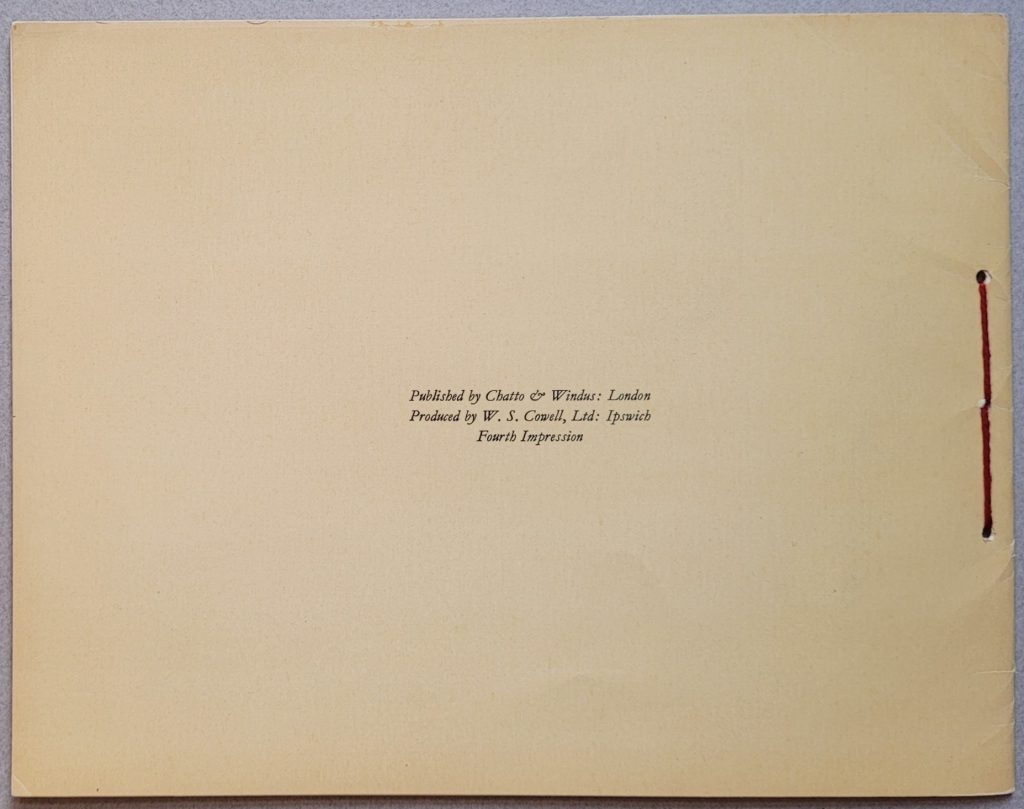 Published by Chatto & Windus: London
Produced by W. S. Cowell, Ltd: Ipswich
Fourth Impression